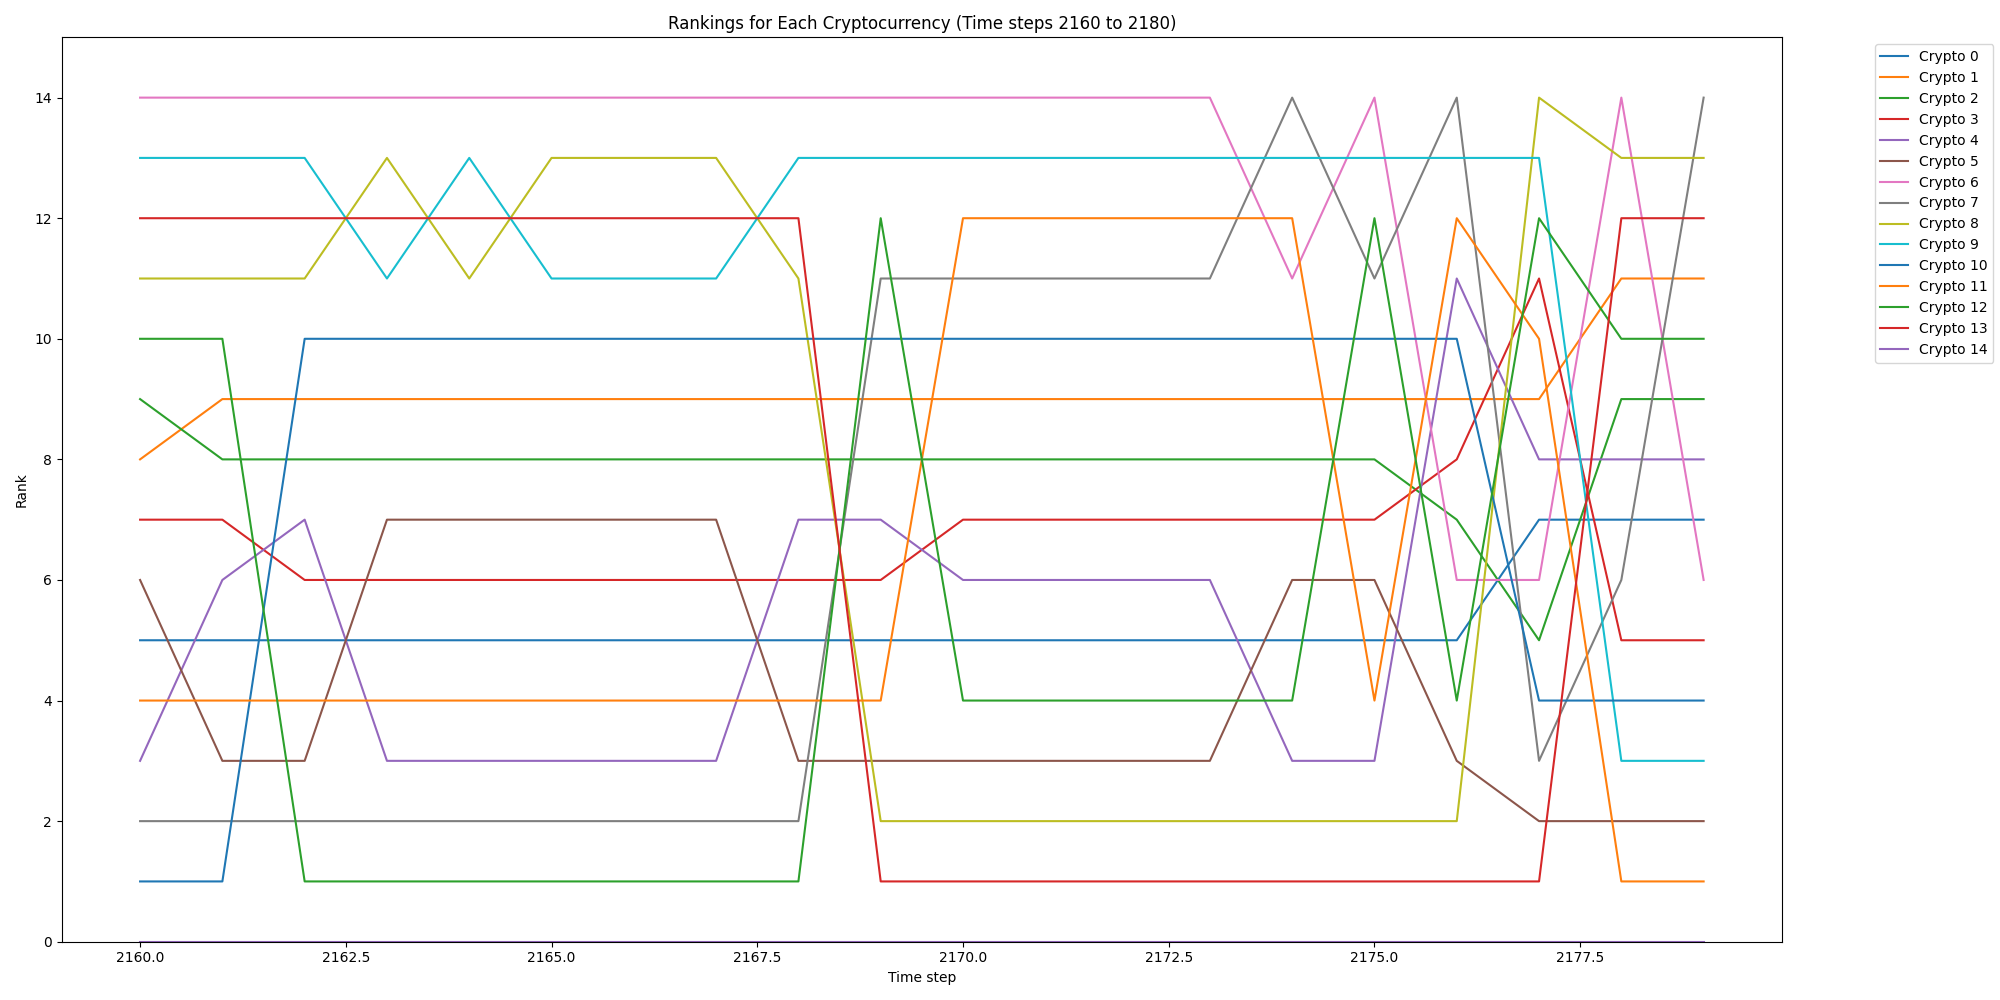 Rankings for Each Cryptocurrency (Time steps 2160 to 2180)
Rank
14
12
10
8
6
4
2
0
2160.0 2162.5 2165.0 2167.5 2170.0 2172.5 2175.0 2177.5
Time step
Crypto 0
Crypto 1
Crypto 2
Crypto 3
Crypto 4
Crypto 5
Crypto 6
Crypto 7
Crypto 8
Crypto 9
Crypto 10
Crypto 11
Crypto 12
Crypto 13
Crypto 14